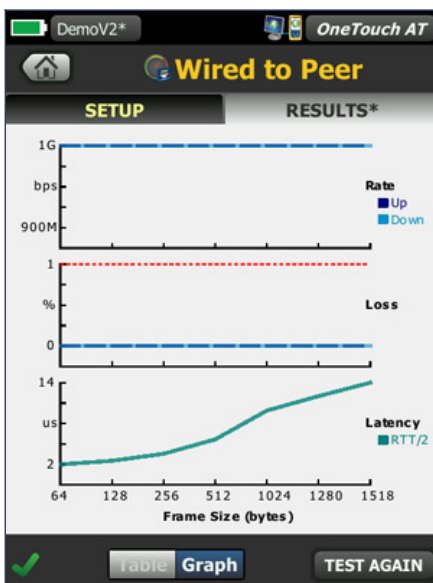 DemoV2* OneTouch AT
Wired to Peer
SETUP RESULTS*
1G
bps Rate
Up
Down
900M
1
% Loss
0
14
us Latency
RTT/2
2
64 128 256 512 1024 1280 1518
Frame Size (bytes)
Table Graph TEST AGAIN